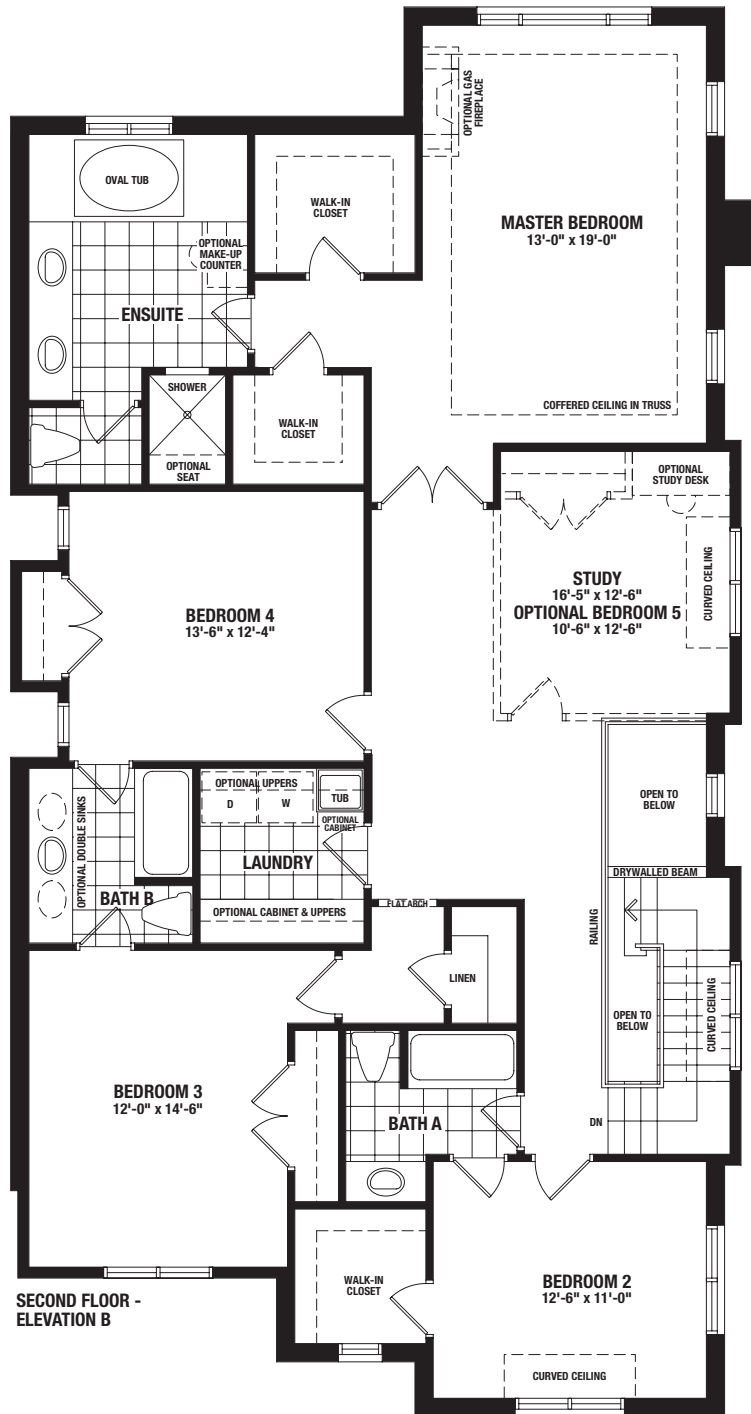 OPTIONAL GAS
FIREPLACE
OVAL TUB
WALK-IN
CLOSET
MASTER BEDROOM
13'-0" x 19'-0"
OPTIONAL
MAKE-UP
COUNTER
ENSUITE
SHOWER
WALK-IN
CLOSET
COFFERED CEILING IN TRUSS
OPTIONAL
SEAT
OPTIONAL
STUDY DESK
STUDY
16'-5" x 12'-6"
OPTIONAL BEDROOM 5
10'-6" x 12'-6"
CURVED CEILING
BEDROOM 4
13'-6" x 12'-4"
OPTIONAL UPPERS
D
W
TUB
OPTIONAL
CABINET
OPEN TO
BELOW
OPTIONAL DOUBLE SINKS
LAUNDRY
DRYWALLED BEAM
BATH B
OPTIONAL CABINET & UPPERS
FLAT ARCH
RAILING
LINEN
OPEN TO
BELOW
CURVED CEILING
BEDROOM 3
12'-0" x 14'-6"
BATH A
DN
WALK-IN
CLOSET
BEDROOM 2
12'-6" x 11'-0"
SECOND FLOOR -
ELEVATION B
CURVED CEILING